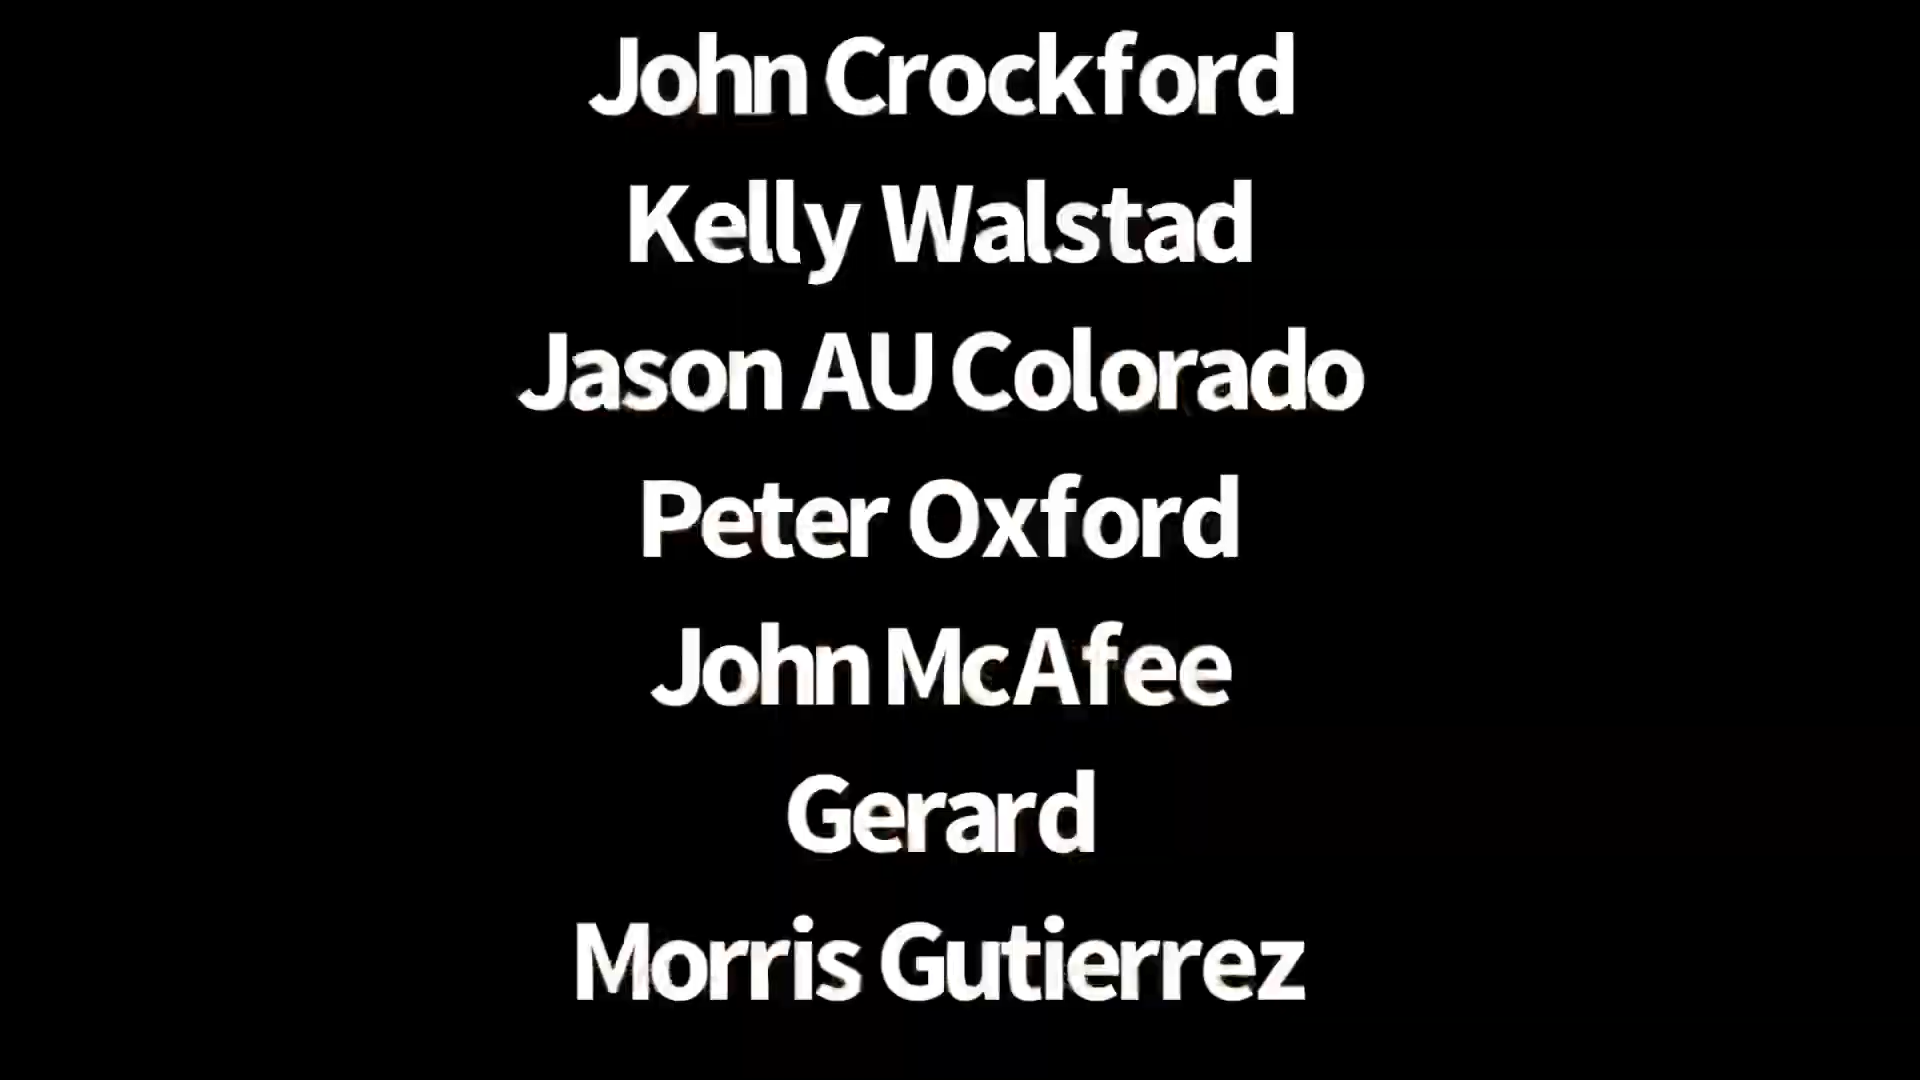 John Crockford
Kelly Walstad
Jason AU Colorado
Peter Oxford
John McAfee
Gerard
Morris Gutierrez